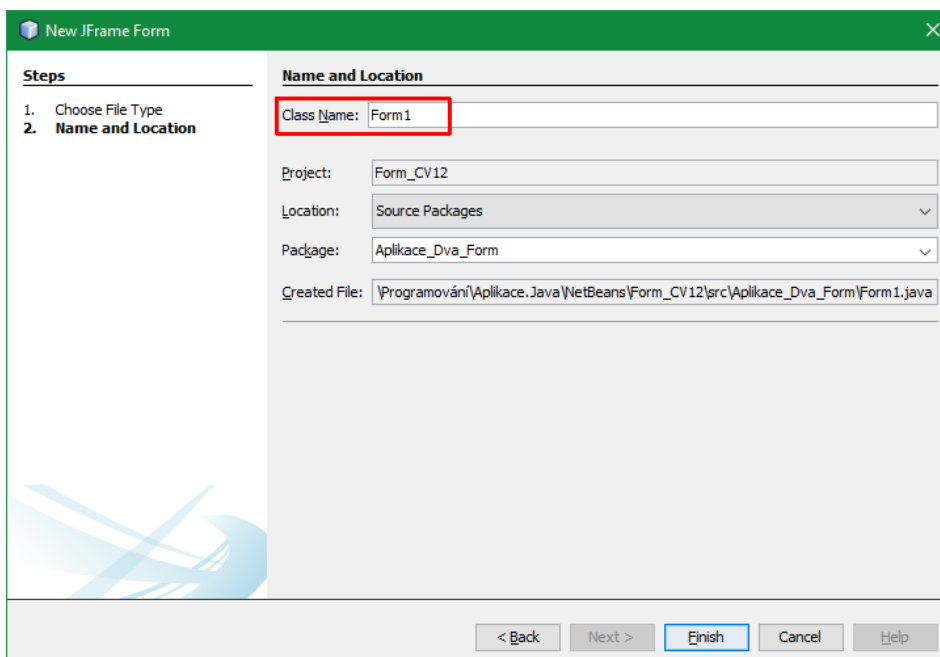 New JFrame Form
Steps
1. Choose File Type
2. Name and Location
Name and Location
Class Name: Form1
Project: Form_CV12
Location: Source Packages
Package: Aplikace_Dva_Form
Created File: \Programování\Aplikace.Java\NetBeans\Form_CV12\src\Aplikace_Dva_Form\Form1.java
< Back Next > Finish Cancel Help